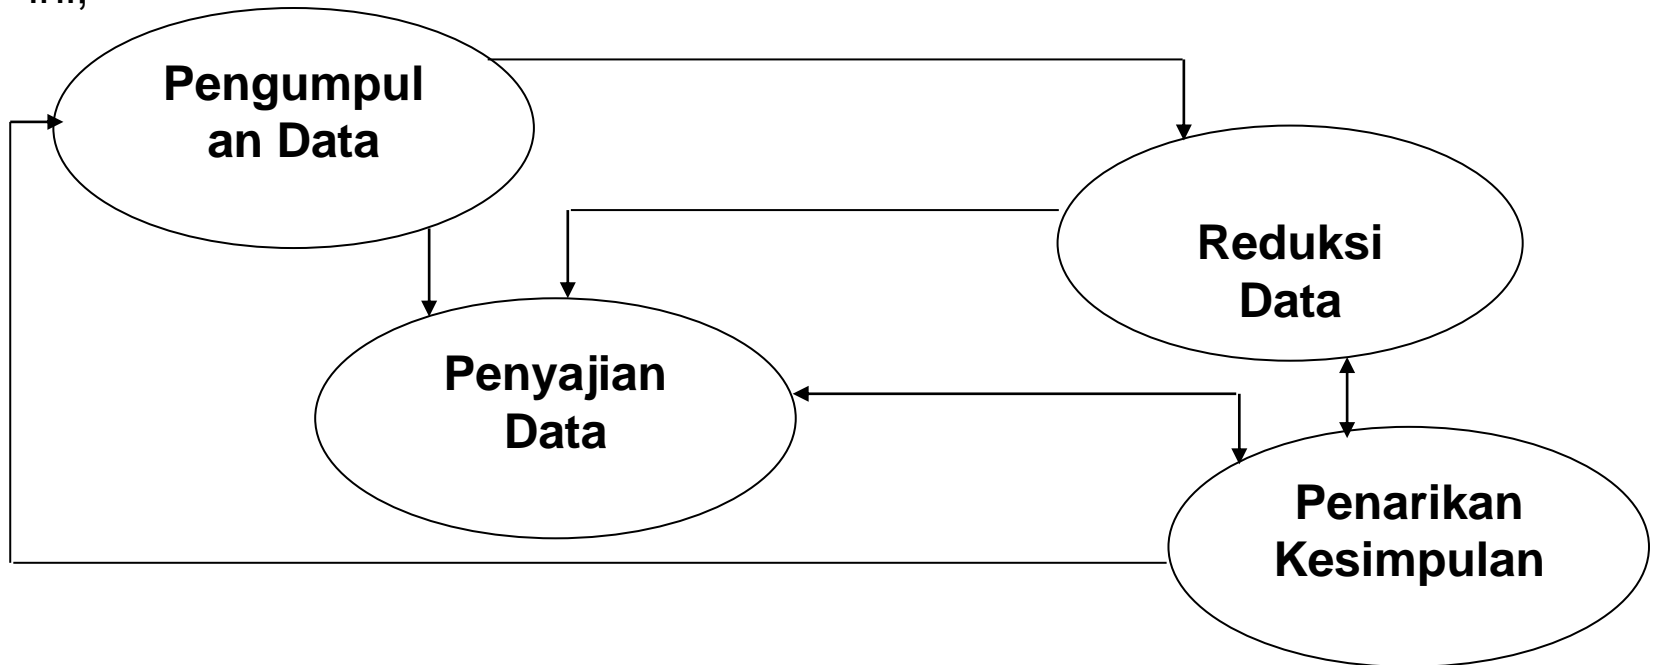 Pengumpul
an Data
Reduksi
Data
Penyajian
Data
Penarikan
Kesimpulan